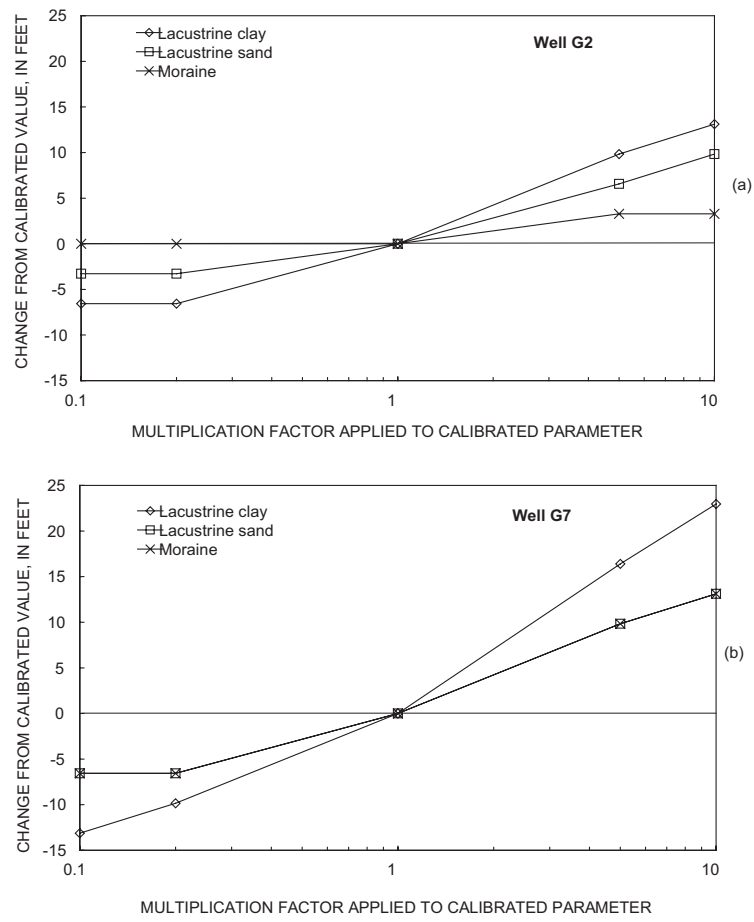 Lacustrine clay
Lacustrine sand
Moraine
Well G2
CHANGE FROM CALIBRATED VALUE, IN FEET
25
20
15
10
5
0
-5
-10
-15
(a)
0.1 1 10
MULTIPLICATION FACTOR APPLIED TO CALIBRATED PARAMETER
Lacustrine clay
Lacustrine sand
Moraine
Well G7
CHANGE FROM CALIBRATED VALUE, IN FEET
25
20
15
10
5
0
-5
-10
-15
(b)
0.1 1 10
MULTIPLICATION FACTOR APPLIED TO CALIBRATED PARAMETER